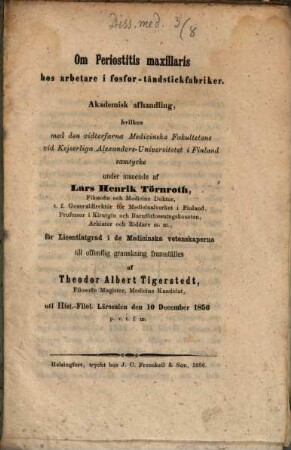 Diss. med. 3/8
Om Periostitis maxillaris
hos arbetare i fosfor-tändstickfabriker.
Akademisk afhandling,
hvilken
med den vidterfarna Medicinska Fakultetens
vid Kejserliga Alexanders-Universitetet i Finland
samtycke
under inseende af
Lars Henrik Törnroth,
Filosofie och Medicine Doktor,
t. f. Generaldirektör för Medicinalverket i Finland,
Professor i Kirurgin och Barnförlossningskonsten,
Arkiater och Riddare m. m.,
för Licentiatgrad i de Medicinska vetenskaperna
till offentlig granskning framställes
af
Theodor Albert Tigerstedt,
Filosofie Magister, Medicine Kandidat,
uti Hist.-Filol. Lärosalen den 10 December 1856
p. v. t. f. m.
Helsingfors, tryckt hos J. C. Frenckell & Son, 1856.